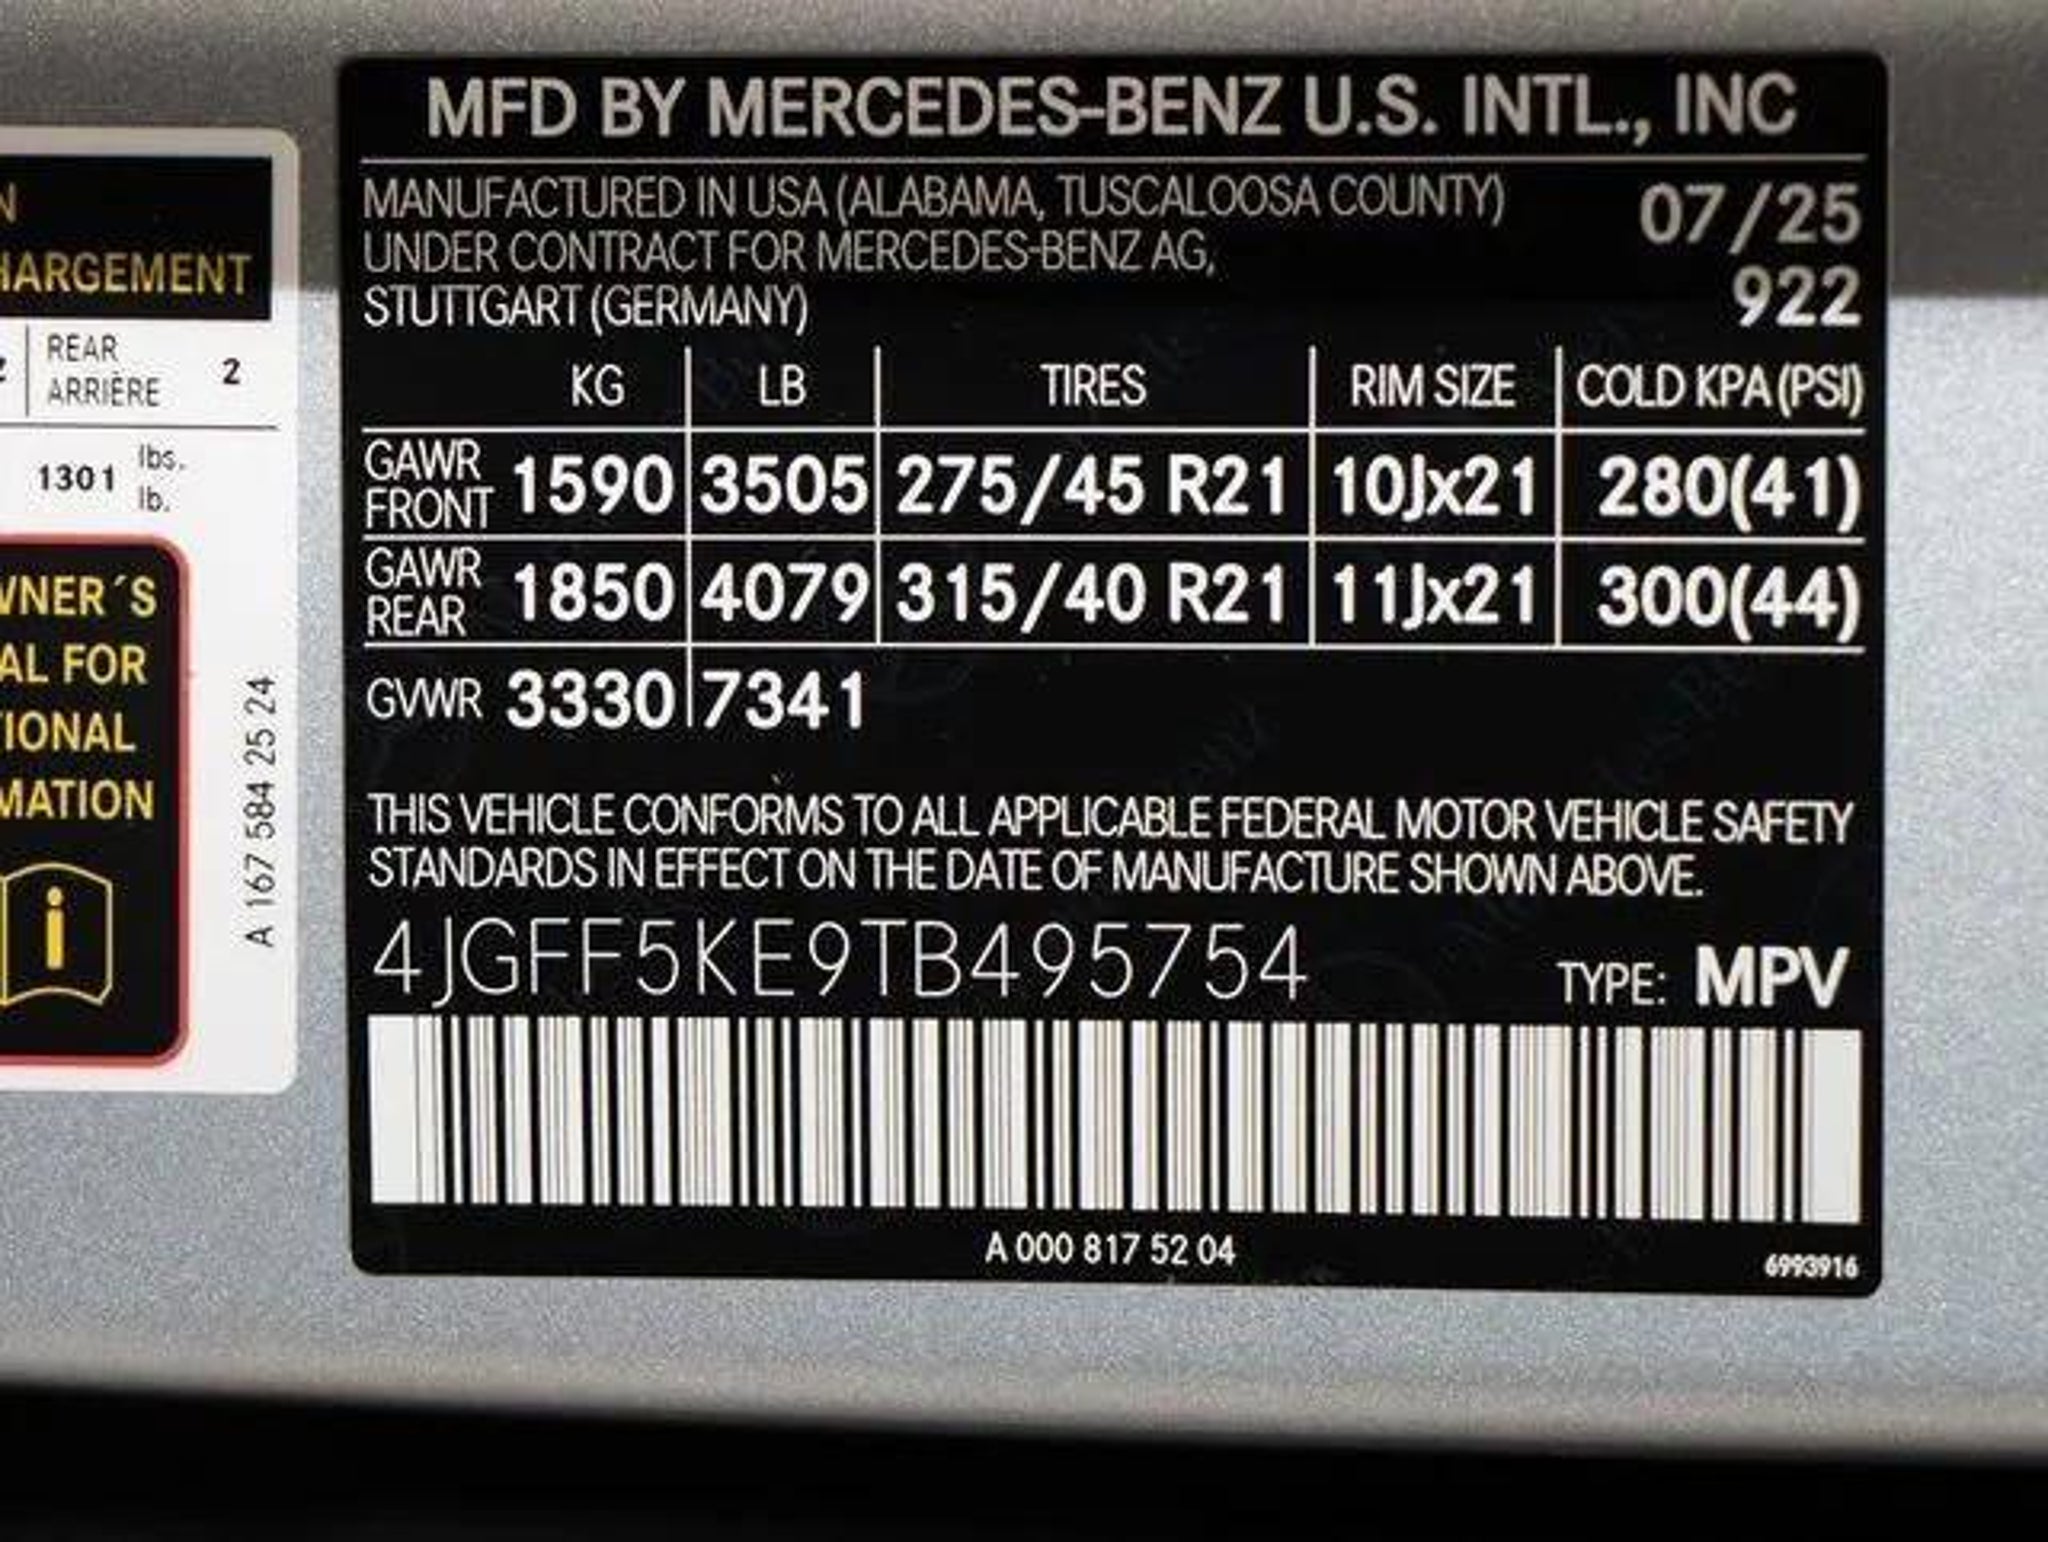 N
HARGEMENT
REAR
ARRIÈRE 2
1301 lbs.
lb.
WNER´S
AL FOR
TIONAL
MATION
i
A 167 584 25 24
MFD BY MERCEDES-BENZ U.S. INTL., INC
MANUFACTURED IN USA (ALABAMA, TUSCALOOSA COUNTY) 07/25
UNDER CONTRACT FOR MERCEDES-BENZ AG,
STUTTGART (GERMANY) 922
KG LB TIRES RIM SIZE COLD KPA (PSI)
GAWR FRONT 1590 3505 275/45 R21 10Jx21 280(41)
GAWR REAR 1850 4079 315/40 R21 11Jx21 300(44)
GVWR 3330 7341
THIS VEHICLE CONFORMS TO ALL APPLICABLE FEDERAL MOTOR VEHICLE SAFETY
STANDARDS IN EFFECT ON THE DATE OF MANUFACTURE SHOWN ABOVE.
4JGFF5KE9TB495754 TYPE: MPV
A 000 817 52 04
6993916